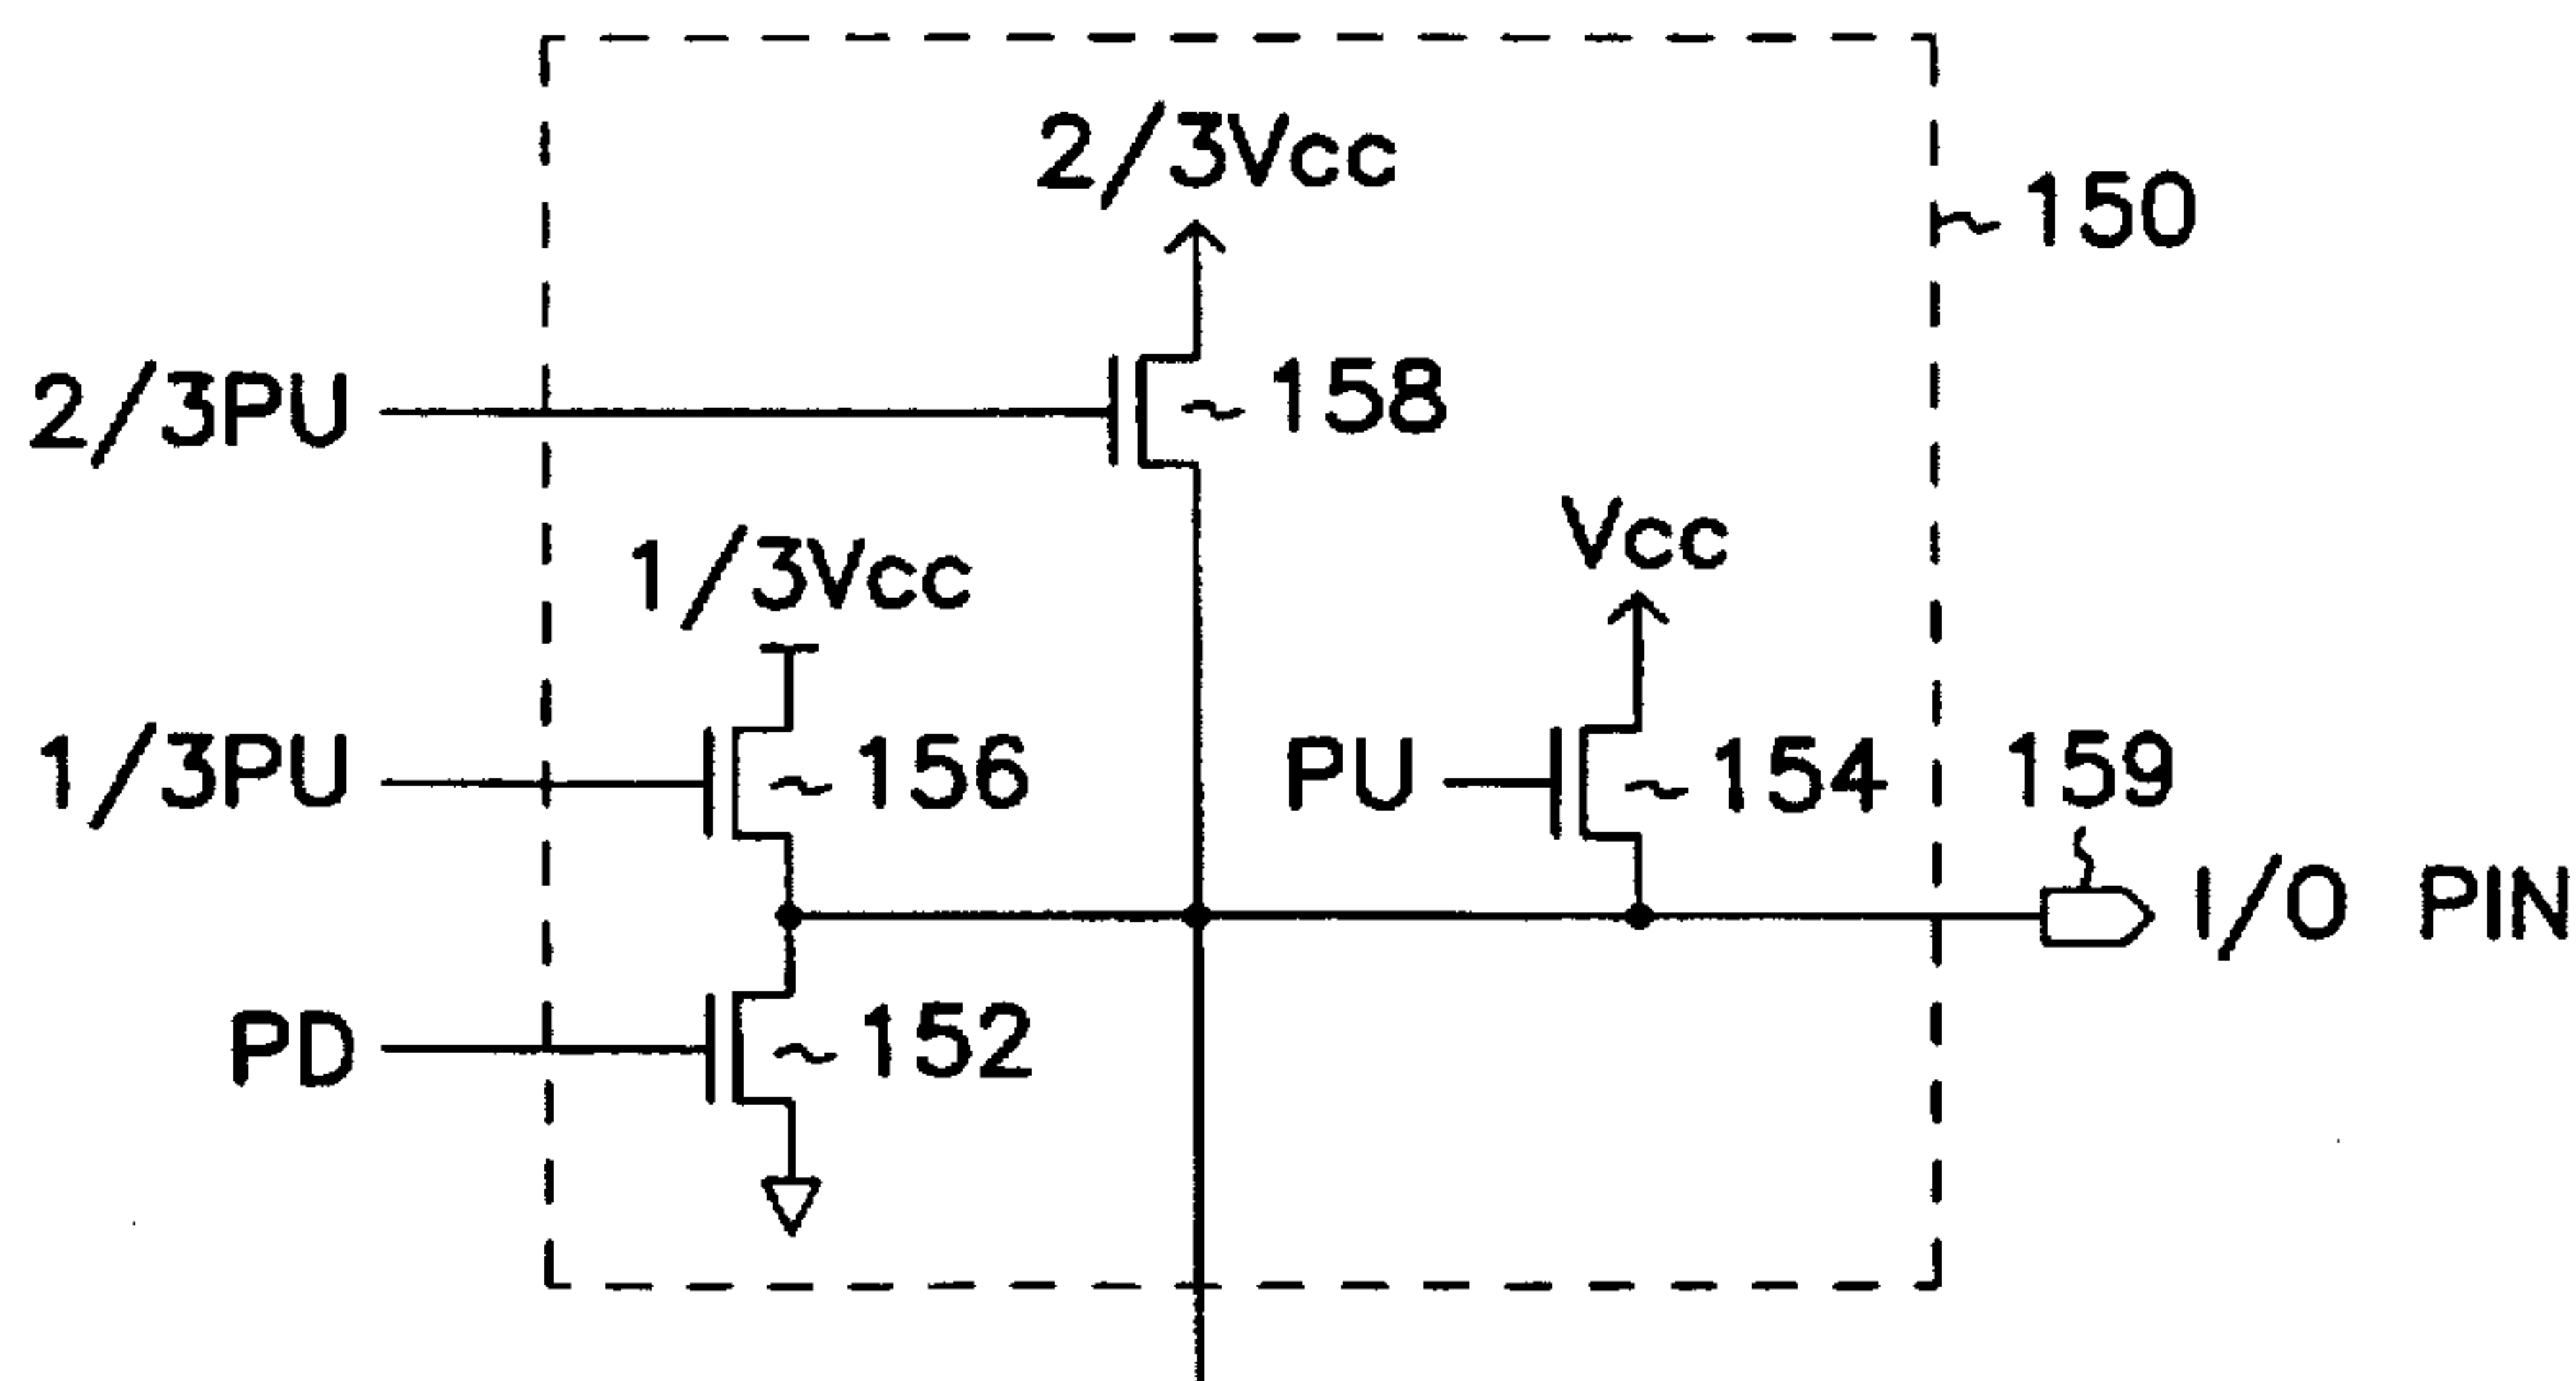 2/3Vcc
150
2/3PU
158
Vcc
1/3Vcc
1/3PU
156
PU
154
159
I/O PIN
PD
152